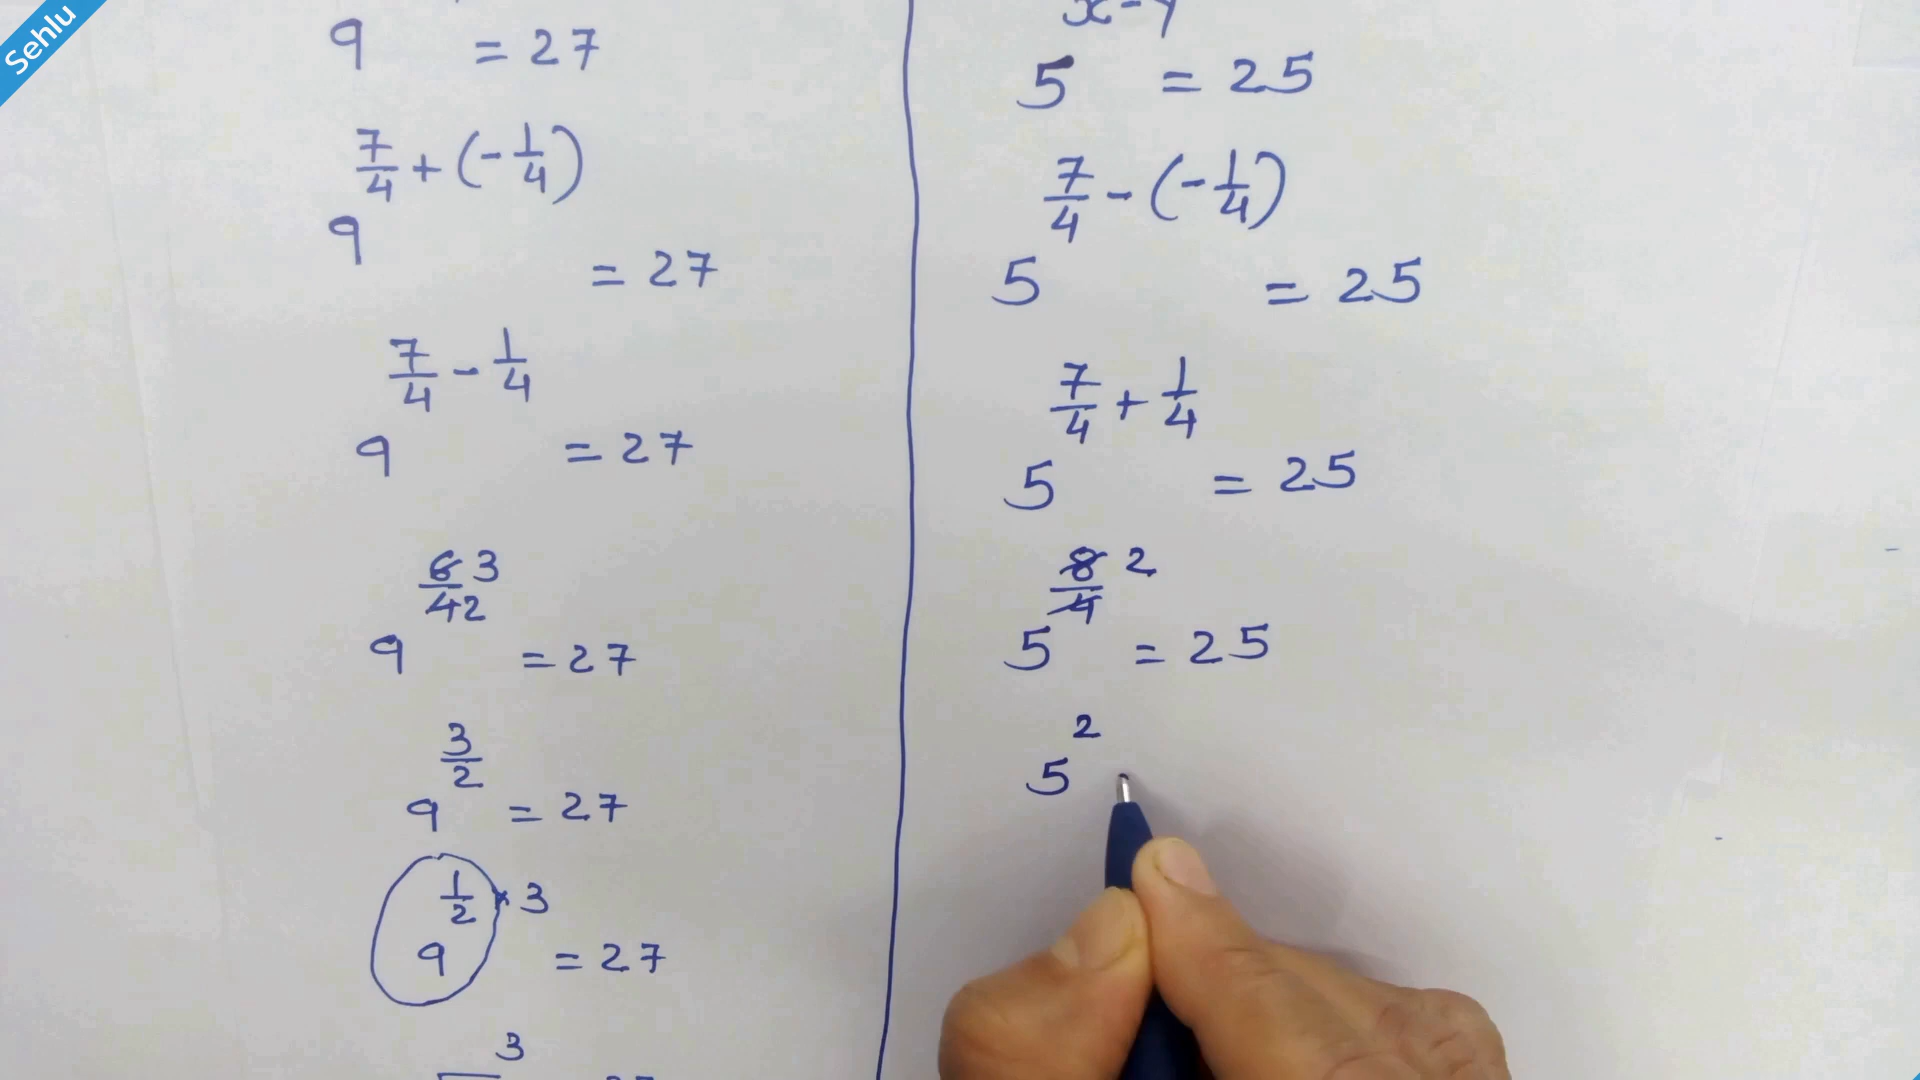 Sehlu
9 = 27
7/4 + (-1/4)
9 = 27
7/4 - 1/4
9 = 27
6 3
4 2
9 = 27
3/2
9 = 27
1/2 × 3
9 = 27
3
x-y
5 = 25
7/4 - (-1/4)
5 = 25
7/4 + 1/4
5 = 25
8/4 2
5 = 25
2
5